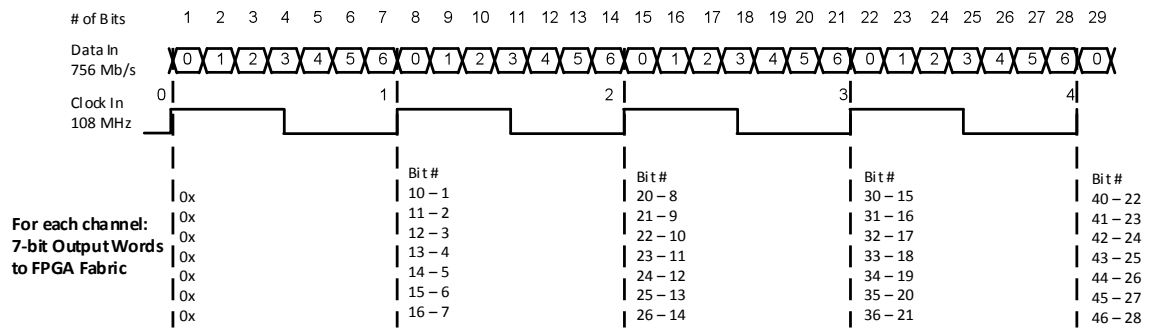 # of Bits 1 2 3 4 5 6 7 8 9 10 11 12 13 14 15 16 17 18 19 20 21 22 23 24 25 26 27 28 29
Data In
756 Mb/s
0 1 2 3 4 5 6 0 1 2 3 4 5 6 0 1 2 3 4 5 6 0 1 2 3 4 5 6 0
0 1 2 3 4
Clock In
108 MHz
For each channel:
7-bit Output Words
to FPGA Fabric
0x
0x
0x
0x
0x
0x
0x
Bit #
10 – 1
11 – 2
12 – 3
13 – 4
14 – 5
15 – 6
16 – 7
Bit #
20 – 8
21 – 9
22 – 10
23 – 11
24 – 12
25 – 13
26 – 14
Bit #
30 – 15
31 – 16
32 – 17
33 – 18
34 – 19
35 – 20
36 – 21
Bit #
40 – 22
41 – 23
42 – 24
43 – 25
44 – 26
45 – 27
46 – 28